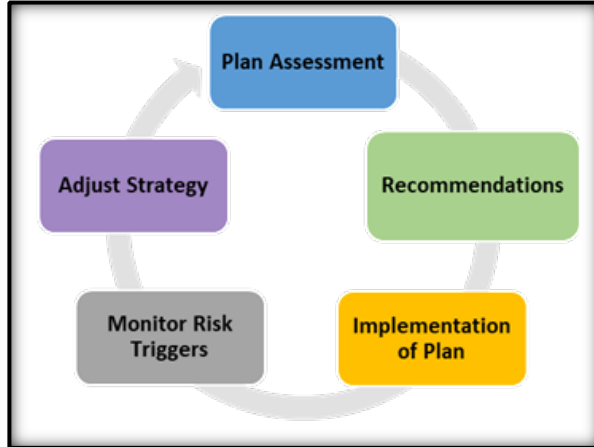 Plan Assessment
Recommendations
Implementation
of Plan
Monitor Risk
Triggers
Adjust Strategy